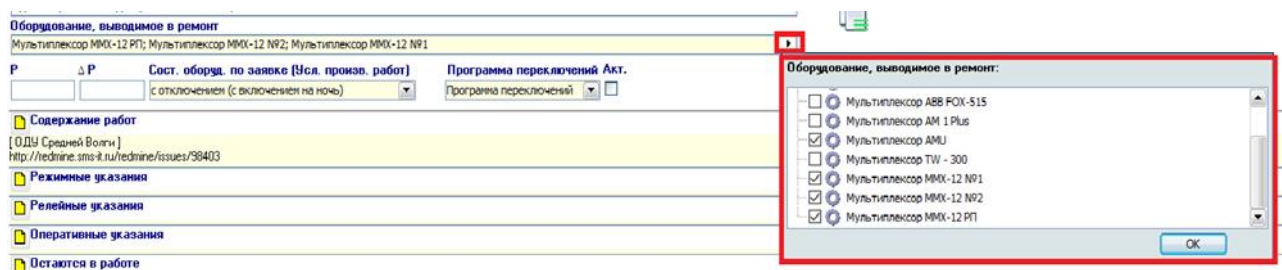 Оборудование, выводимое в ремонт
Мультиплексор ММХ-12 РП; Мультиплексор ММХ-12 №2; Мультиплексор ММХ-12 №1
Р Δ Р Сост. оборуд. по заявке (Усл. произв. работ) Программа переключений Акт.
с отключением (с включением на ночь) Программа переключений
Содержание работ
[ ОДУ Средней Волги ]
http://redmine.sms-it.ru/redmine/issues/98403
Режимные указания
Релейные указания
Оперативные указания
Остаются в работе
Оборудование, выводимое в ремонт:
Мультиплексор ABB FOX-515
Мультиплексор AM 1 Plus
Мультиплексор AMU
Мультиплексор TW - 300
Мультиплексор ММХ-12 №1
Мультиплексор ММХ-12 №2
Мультиплексор ММХ-12 РП
OK